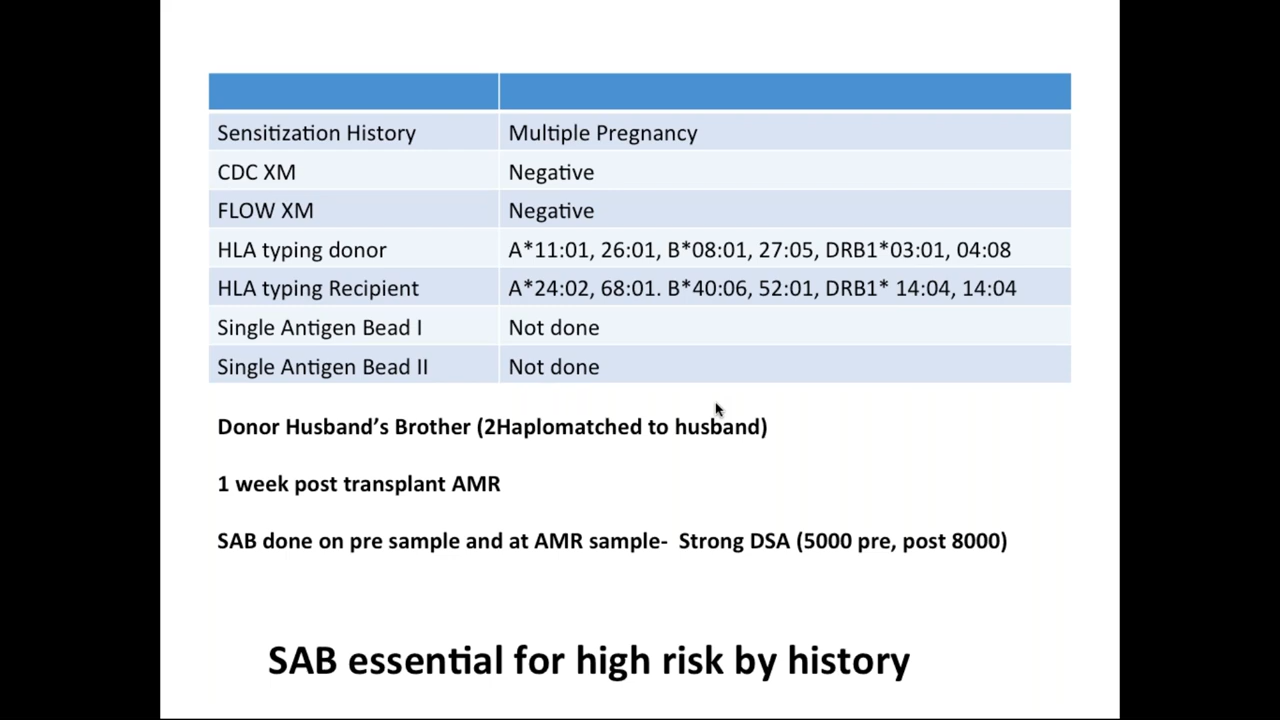 Sensitization History Multiple Pregnancy
CDC XM Negative
FLOW XM Negative
HLA typing donor A*11:01, 26:01, B*08:01, 27:05, DRB1*03:01, 04:08
HLA typing Recipient A*24:02, 68:01. B*40:06, 52:01, DRB1* 14:04, 14:04
Single Antigen Bead I Not done
Single Antigen Bead II Not done
Donor Husband's Brother (2Haplomatched to husband)
1 week post transplant AMR
SAB done on pre sample and at AMR sample- Strong DSA (5000 pre, post 8000)
SAB essential for high risk by history